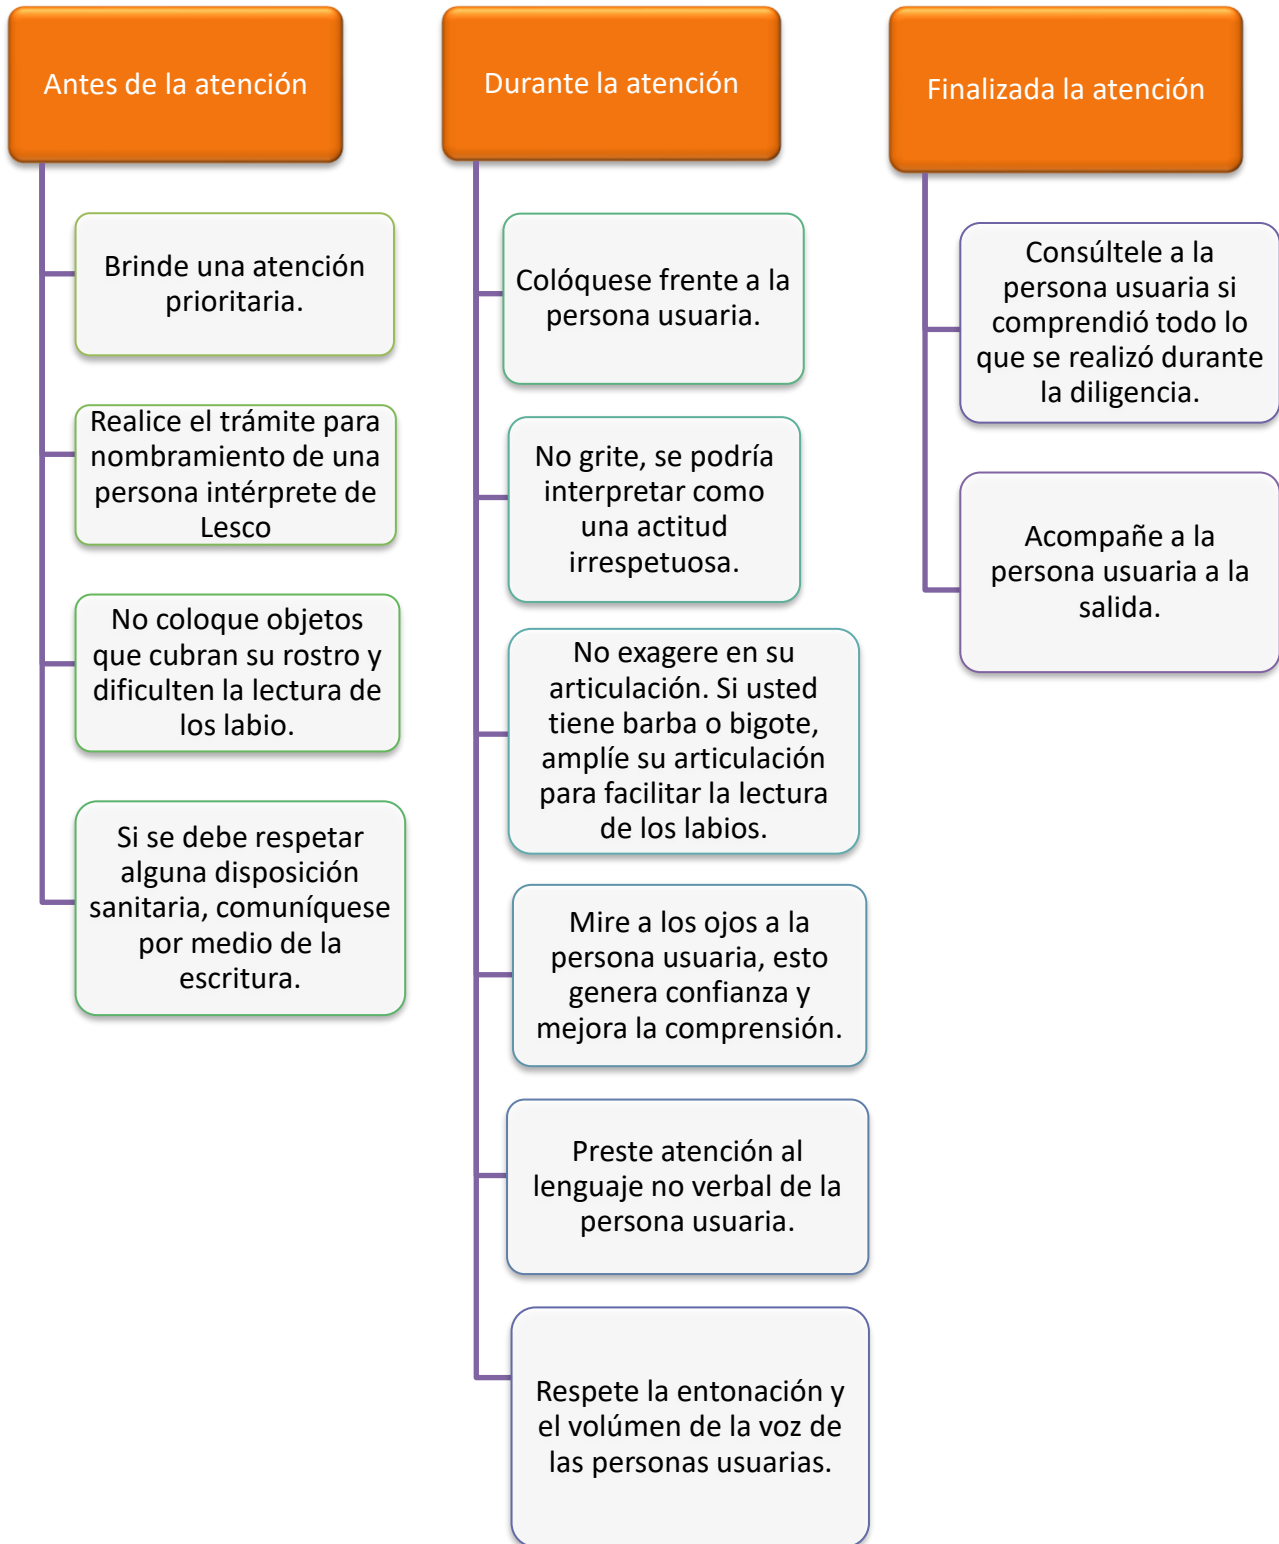 Antes de la atención
Brinde una atención
prioritaria.
Realice el trámite para
nombramiento de una
persona intérprete de
Lesco
No coloque objetos
que cubran su rostro y
dificulten la lectura de
los labio.
Si se debe respetar
alguna disposición
sanitaria, comuníquese
por medio de la
escritura.
Durante la atención
Colóquese frente a la
persona usuaria.
No grite, se podría
interpretar como
una actitud
irrespetuosa.
No exagere en su
articulación. Si usted
tiene barba o bigote,
amplíe su articulación
para facilitar la lectura
de los labios.
Mire a los ojos a la
persona usuaria, esto
genera confianza y
mejora la comprensión.
Preste atención al
lenguaje no verbal de la
persona usuaria.
Respete la entonación y
el volúmen de la voz de
las personas usuarias.
Finalizada la atención
Consúltele a la
persona usuaria si
comprendió todo lo
que se realizó durante
la diligencia.
Acompañe a la
persona usuaria a la
salida.